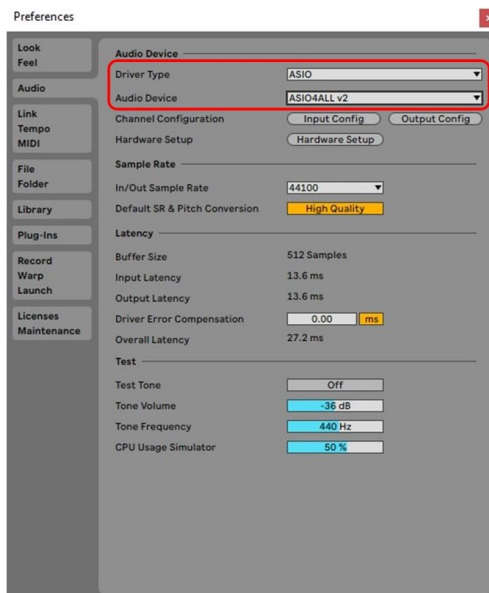 Preferences
Look
Feel
Audio
Link
Tempo
MIDI
File
Folder
Library
Plug-Ins
Record
Warp
Launch
Licenses
Maintenance
Audio Device
Driver Type ASIO
Audio Device ASIO4ALL v2
Channel Configuration Input Config Output Config
Hardware Setup Hardware Setup
Sample Rate
In/Out Sample Rate 44100
Default SR & Pitch Conversion High Quality
Latency
Buffer Size 512 Samples
Input Latency 13.6 ms
Output Latency 13.6 ms
Driver Error Compensation 0.00 ms
Overall Latency 27.2 ms
Test
Test Tone Off
Tone Volume -36 dB
Tone Frequency 440 Hz
CPU Usage Simulator 50 %